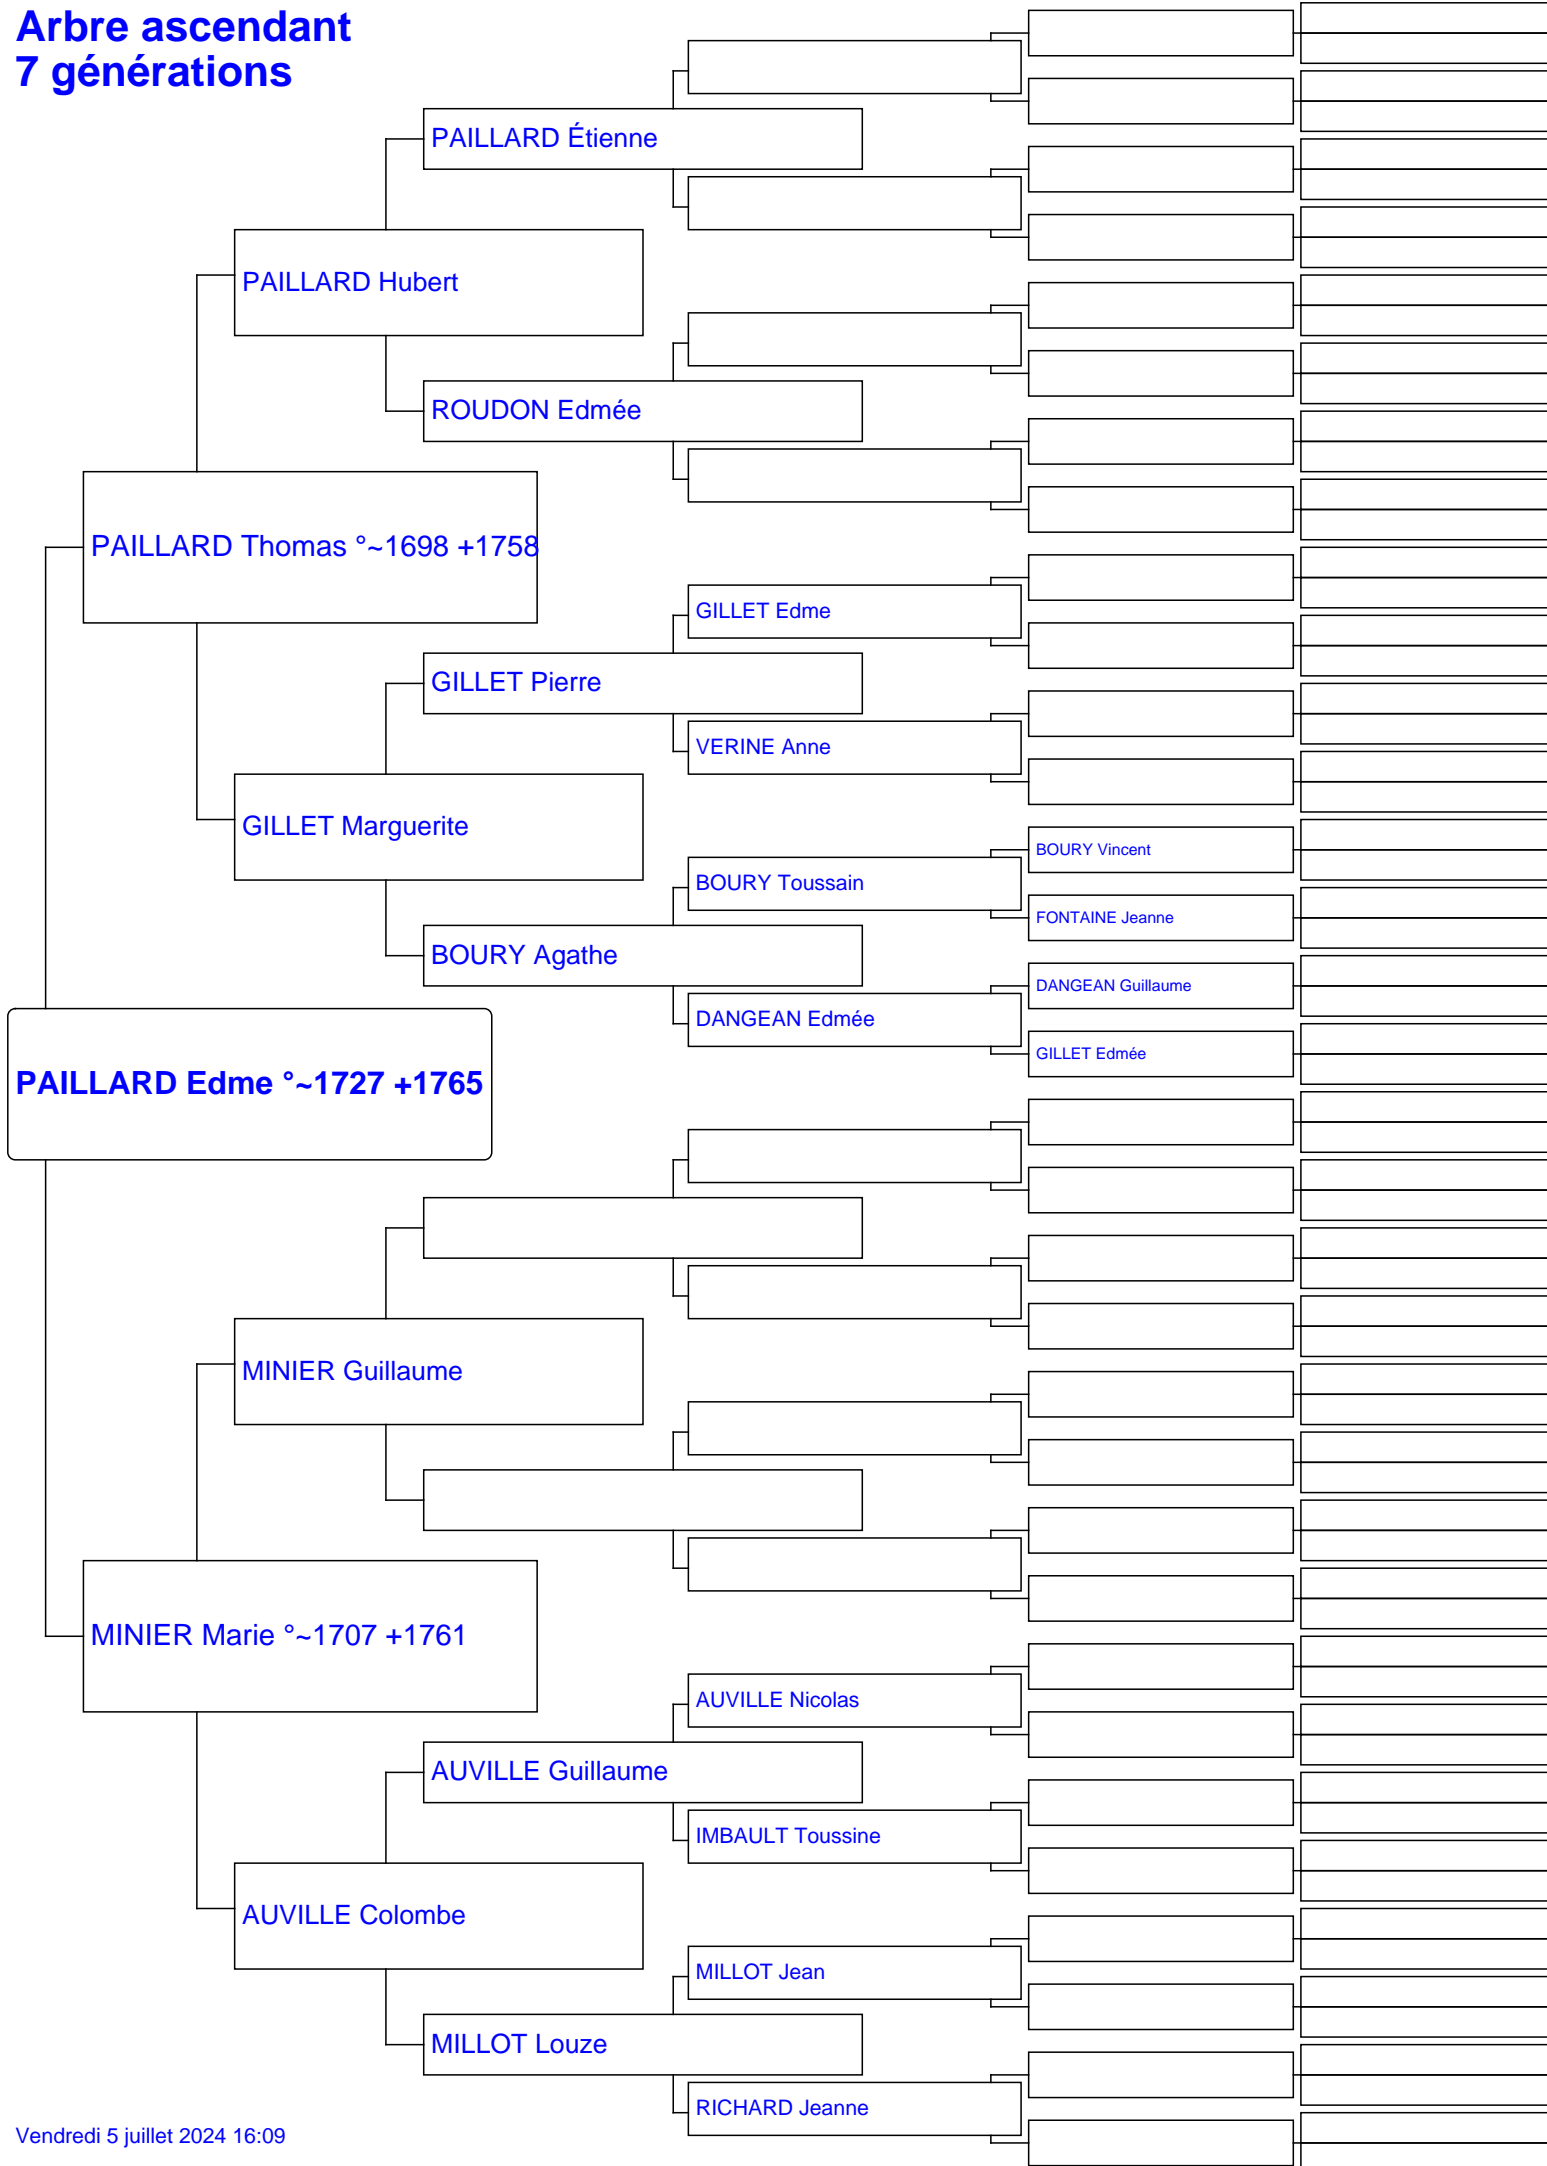 Arbre ascendant
7 générations
PAILLARD Étienne
PAILLARD Hubert
ROUDON Edmée
PAILLARD Thomas °~1698 +1758
GILLET Edme
GILLET Pierre
VERINE Anne
GILLET Marguerite
BOURY Vincent
BOURY Toussain
FONTAINE Jeanne
BOURY Agathe
DANGEAN Guillaume
DANGEAN Edmée
GILLET Edmée
PAILLARD Edme °~1727 +1765
MINIER Guillaume
MINIER Marie °~1707 +1761
AUVILLE Nicolas
AUVILLE Guillaume
IMBAULT Toussine
AUVILLE Colombe
MILLOT Jean
MILLOT Louze
RICHARD Jeanne
Vendredi 5 juillet 2024 16:09